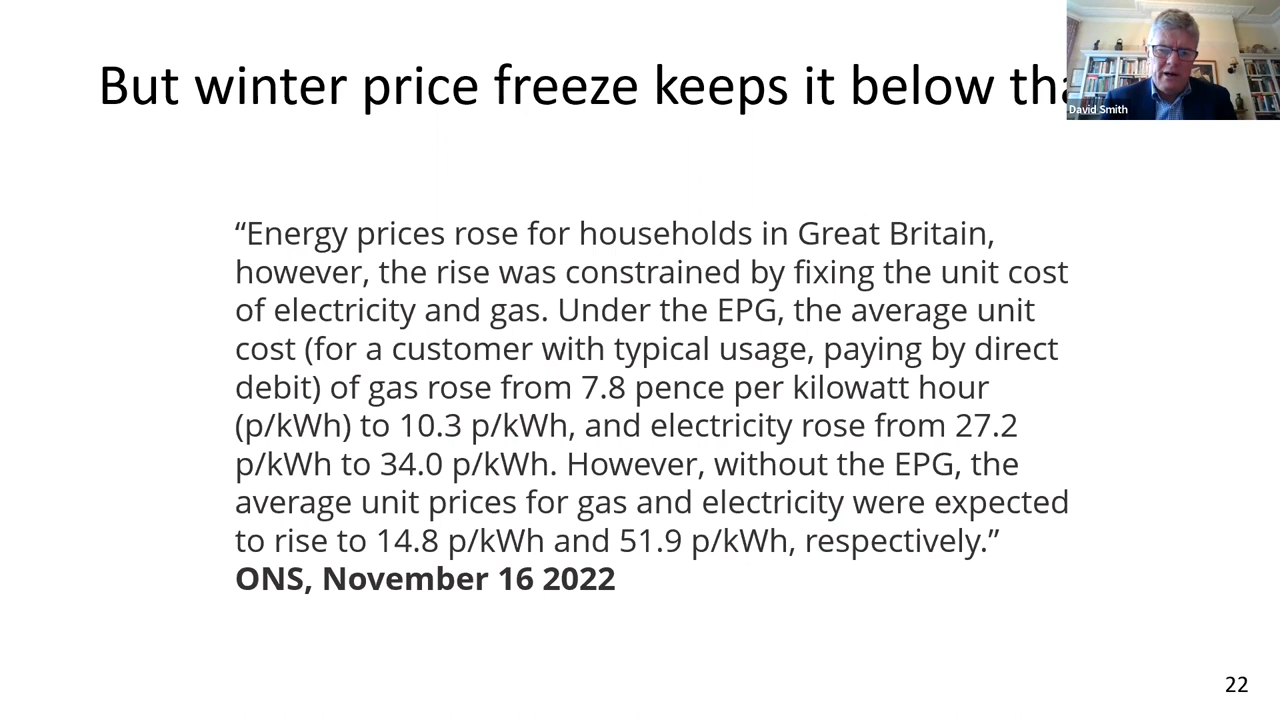 But winter price freeze keeps it below
David Smith
“Energy prices rose for households in Great Britain,
however, the rise was constrained by fixing the unit cost
of electricity and gas. Under the EPG, the average unit
cost (for a customer with typical usage, paying by direct
debit) of gas rose from 7.8 pence per kilowatt hour
(p/kWh) to 10.3 p/kWh, and electricity rose from 27.2
p/kWh to 34.0 p/kWh. However, without the EPG, the
average unit prices for gas and electricity were expected
to rise to 14.8 p/kWh and 51.9 p/kWh, respectively.”
ONS, November 16 2022
22